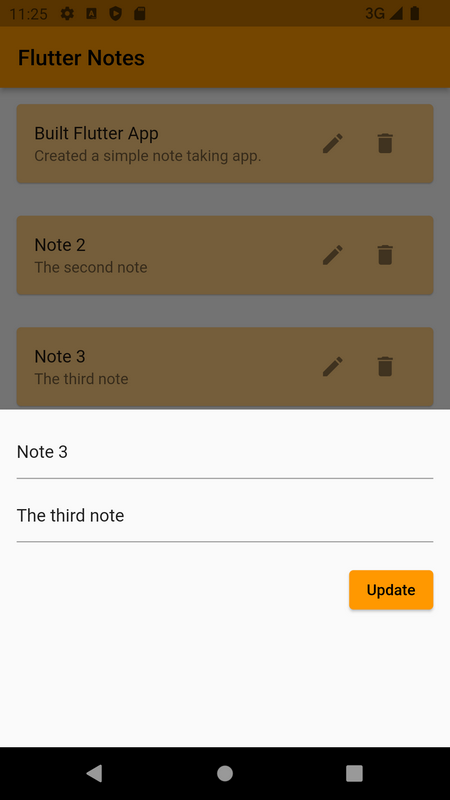 11:25
3G
Flutter Notes
Built Flutter App
Created a simple note taking app.
Note 2
The second note
Note 3
The third note
Note 3
The third note
Update